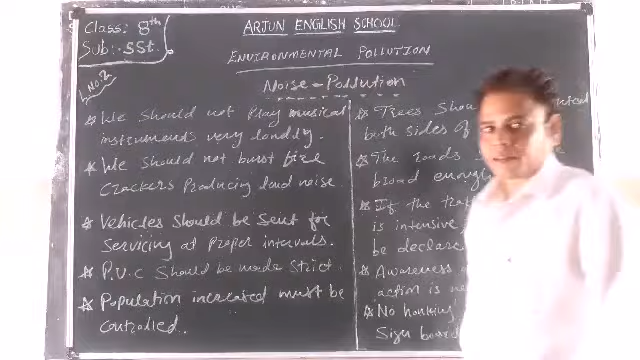 Class: 8th
Sub: SSt.
ARJUN ENGLISH SCHOOL
ENVIRONMENTAL POLLUTION
No. 2
Noise-Pollution
☆ We should not play musical
instruments very loudly.
☆ We should not burst fire
crackers producing loud noise.
☆ Vehicles should be sent for
servicing at proper intervals.
☆ P.U.C should be made strict.
☆ Population increased must be
controlled.
☆ Trees
both sides of
☆ The roads
broad enough
☆ If the
is intensive
be declare
☆ Awareness
action is
☆ No honking
Sign board